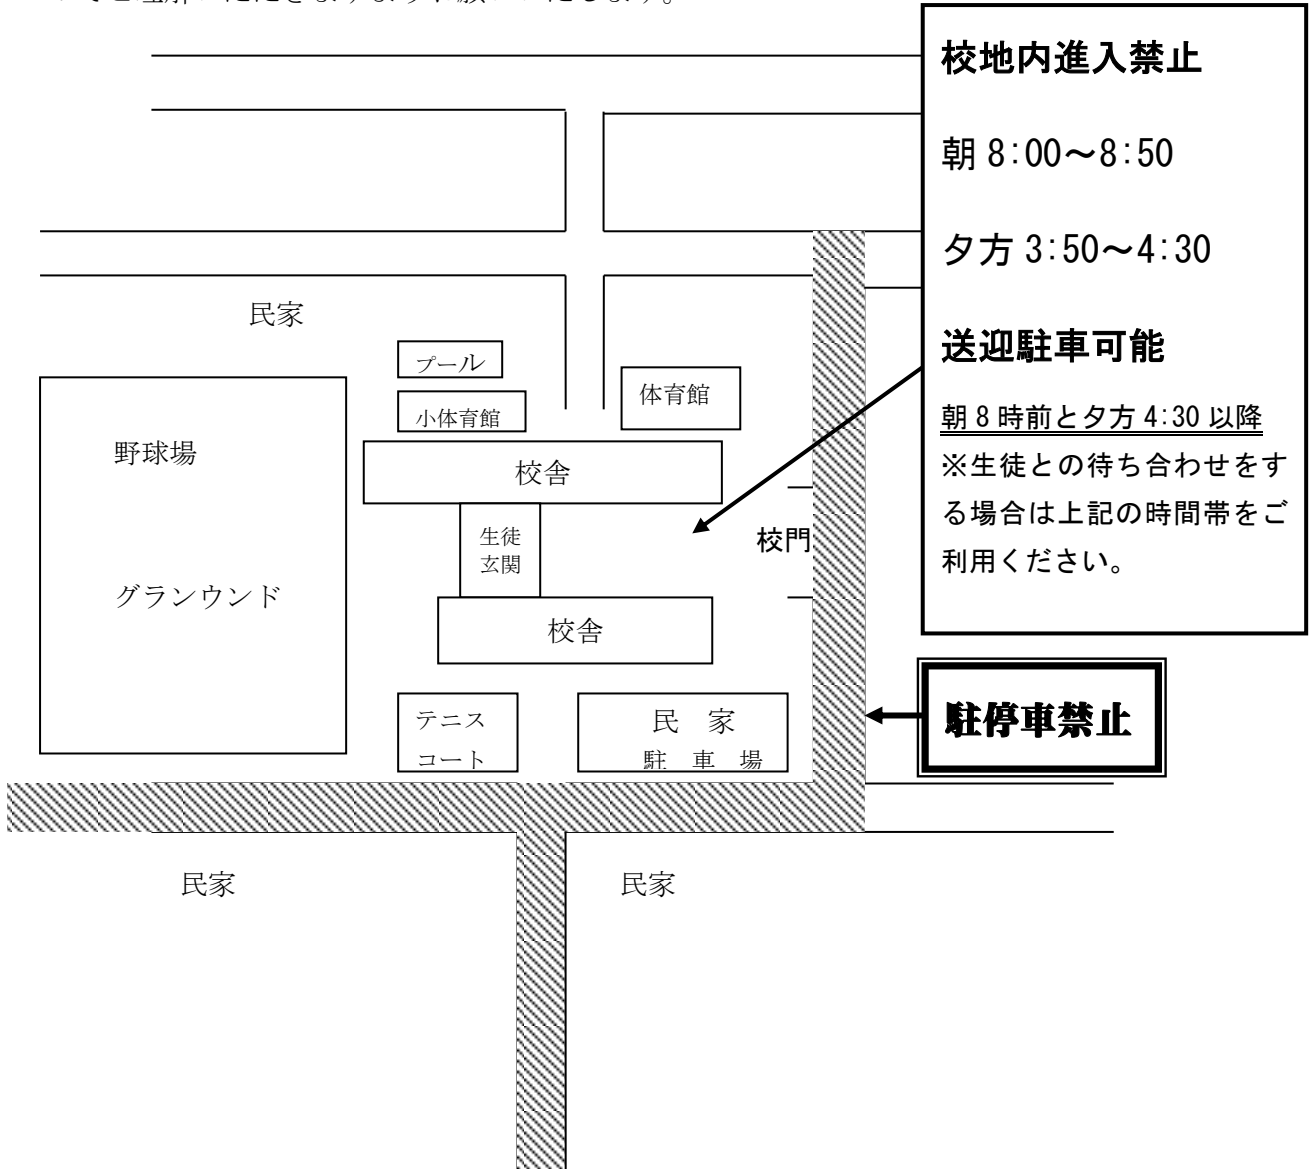 校地内進入禁止
朝 8:00～8:50
夕方 3:50～4:30
送迎駐車可能
朝 8 時前と夕方 4:30 以降
※生徒との待ち合わせをす
る場合は上記の時間帯をご
利用ください。
民家
プール
小体育館
体育館
野球場
校舎
生徒
玄関
校門
グランウンド
校舎
テニス
コート
民 家
駐 車 場
駐停車禁止
民家
民家